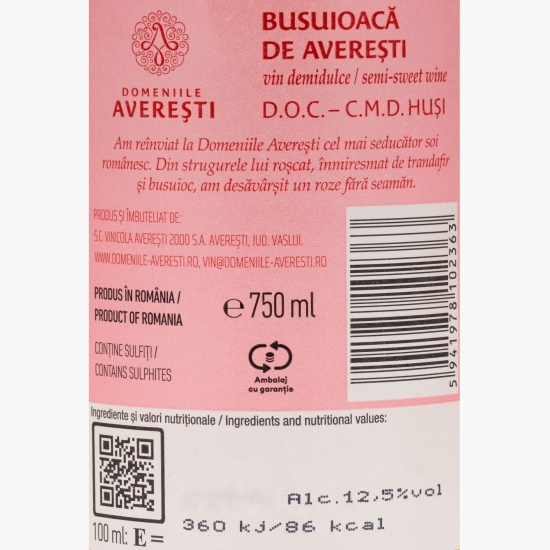 DOMENIILE
AVEREȘTI
BUSUIOACĂ
DE AVEREȘTI
vin demidulce / semi-sweet wine
D.O.C. – C.M.D. HUȘI
Am reînviat la Domeniile Averești cel mai seducător soi
românesc. Din strugurele lui roșcat, înmiresmat de trandafir
și busuioc, am desăvârșit un roze fără seamăn.
PRODUS ȘI ÎMBUTELIAT DE:
S.C. VINICOLA AVEREȘTI 2000 S.A. AVEREȘTI, JUD. VASLUI.
WWW.DOMENIILE-AVERESTI.RO, VIN@DOMENIILE-AVERESTI.RO
PRODUS ÎN ROMÂNIA /
PRODUCT OF ROMANIA
℮ 750 ml
CONȚINE SULFIȚI /
CONTAINS SULPHITES
Ambalaj
cu garanție
5941978102363
Ingrediente și valori nutriționale / Ingredients and nutritional values:
Alc.12,5%vol
100 ml: E = 360 kj/86 kcal